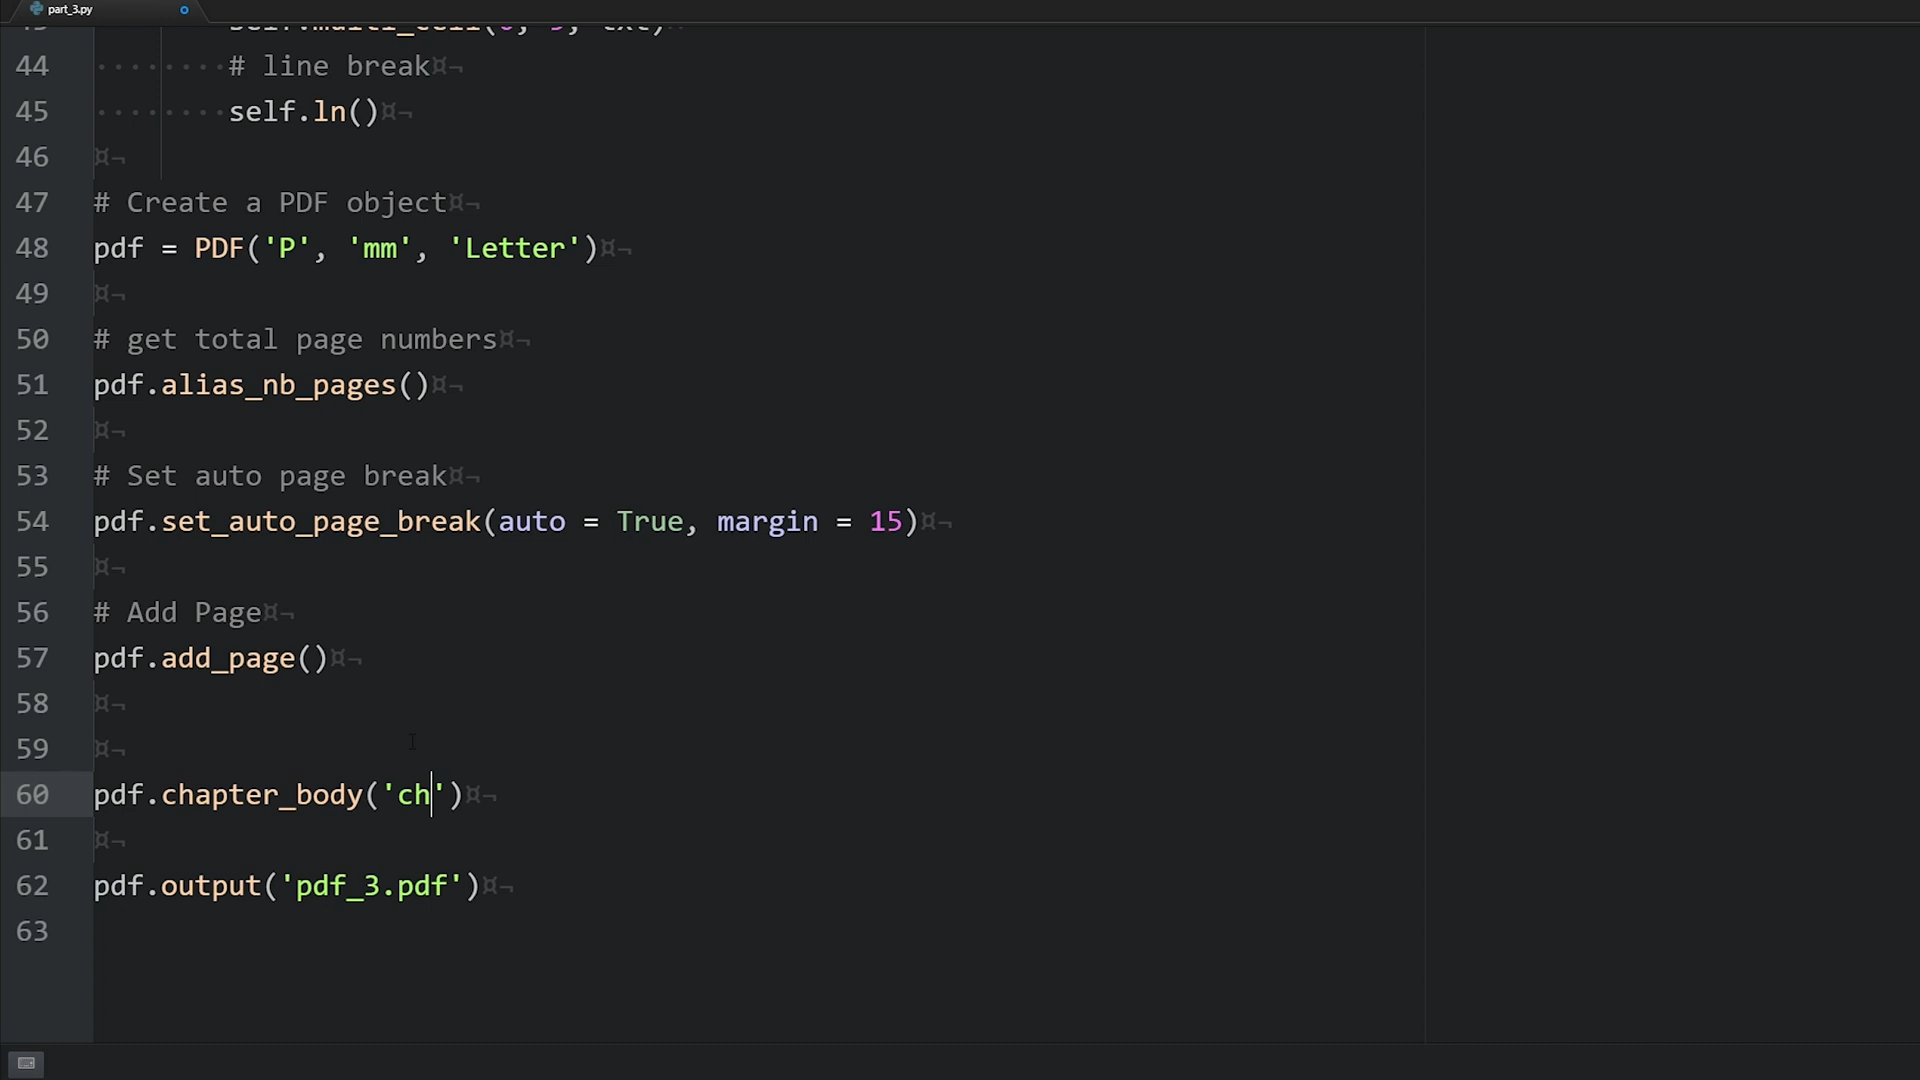 part_3.py
44 # line break
45 self.ln()
46
47 # Create a PDF object
48 pdf = PDF('P', 'mm', 'Letter')
49
50 # get total page numbers
51 pdf.alias_nb_pages()
52
53 # Set auto page break
54 pdf.set_auto_page_break(auto = True, margin = 15)
55
56 # Add Page
57 pdf.add_page()
58
59
60 pdf.chapter_body('ch')
61
62 pdf.output('pdf_3.pdf')
63